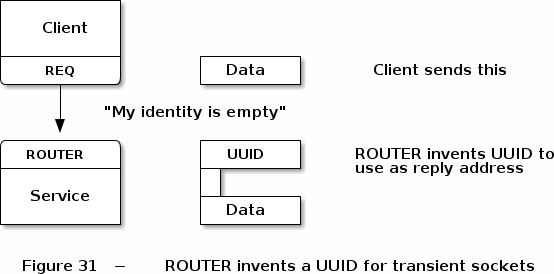 Client
REQ
Data
Client sends this
"My identity is empty"
ROUTER
UUID
ROUTER invents UUID to
use as reply address
Service
Data
Figure 31 − ROUTER invents a UUID for transient sockets